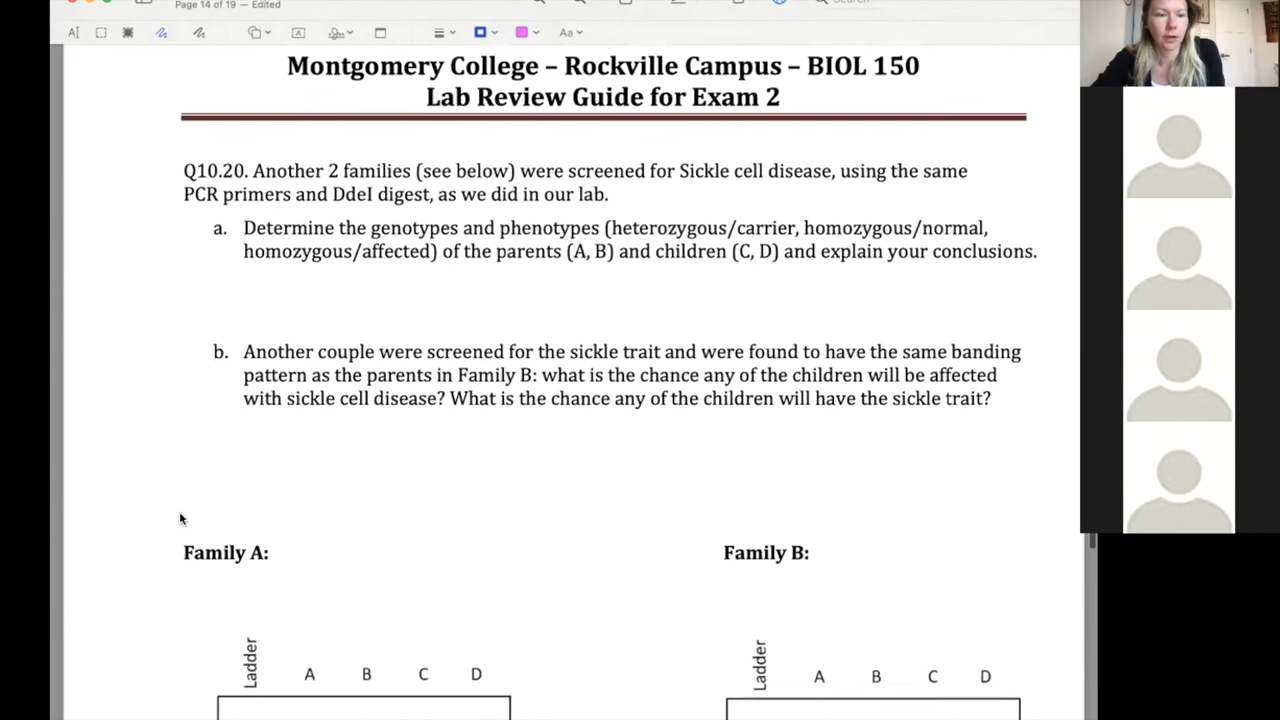 Page 14 of 19 — Edited
Search
Aa
Montgomery College – Rockville Campus – BIOL 150
Lab Review Guide for Exam 2
Q10.20. Another 2 families (see below) were screened for Sickle cell disease, using the same
PCR primers and DdeI digest, as we did in our lab.
a. Determine the genotypes and phenotypes (heterozygous/carrier, homozygous/normal,
homozygous/affected) of the parents (A, B) and children (C, D) and explain your conclusions.
b. Another couple were screened for the sickle trait and were found to have the same banding
pattern as the parents in Family B: what is the chance any of the children will be affected
with sickle cell disease? What is the chance any of the children will have the sickle trait?
Family A: Family B:
Ladder A B C D Ladder A B C D